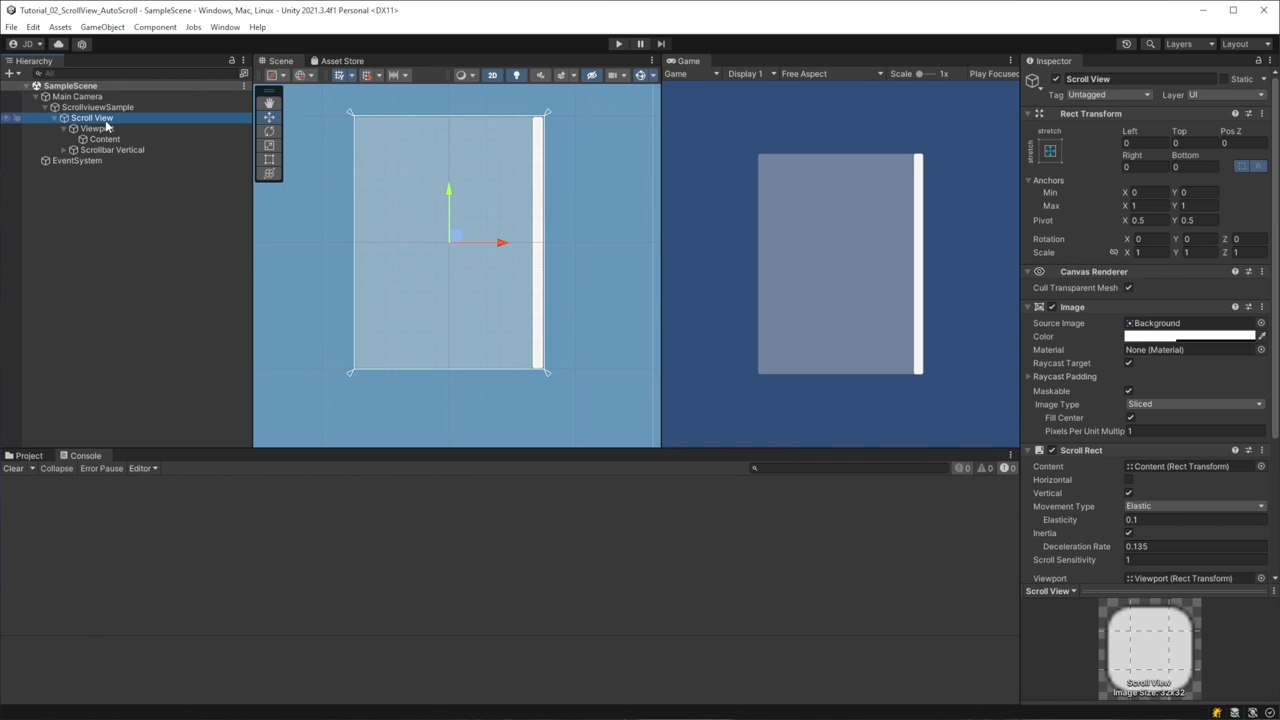 Tutorial_02_ScrollView_AutoScroll - SampleScene - Windows, Mac, Linux - Unity 2021.3.4f1 Personal <DX11>
File Edit Assets GameObject Component Jobs Window Help
JD Layers Layout
Hierarchy
All
SampleScene
Main Camera
ScrollviuewSample
Scroll View
Viewport
Content
Scrollbar Vertical
EventSystem
Scene Asset Store
2D
Game
Game Display 1 Free Aspect Scale 1x Play Focused
Project Console
Clear Collapse Error Pause Editor 0 0 0
Inspector
Scroll View Static
Tag Untagged Layer UI
Rect Transform
stretch
stretch
Left Top Pos Z
0 0 0
Right Bottom
0 0 R
Anchors
Min X 0 Y 0
Max X 1 Y 1
Pivot X 0.5 Y 0.5
Rotation X 0 Y 0 Z 0
Scale X 1 Y 1 Z 1
Canvas Renderer
Cull Transparent Mesh
Image
Source Image Background
Color
Material None (Material)
Raycast Target
Raycast Padding
Maskable
Image Type Sliced
Fill Center
Pixels Per Unit Multip 1
Scroll Rect
Content Content (Rect Transform)
Horizontal
Vertical
Movement Type Elastic
Elasticity 0.1
Inertia
Deceleration Rate 0.135
Scroll Sensitivity 1
Viewport Viewport (Rect Transform)
Scroll View
Scroll View
Image Size: 32x32